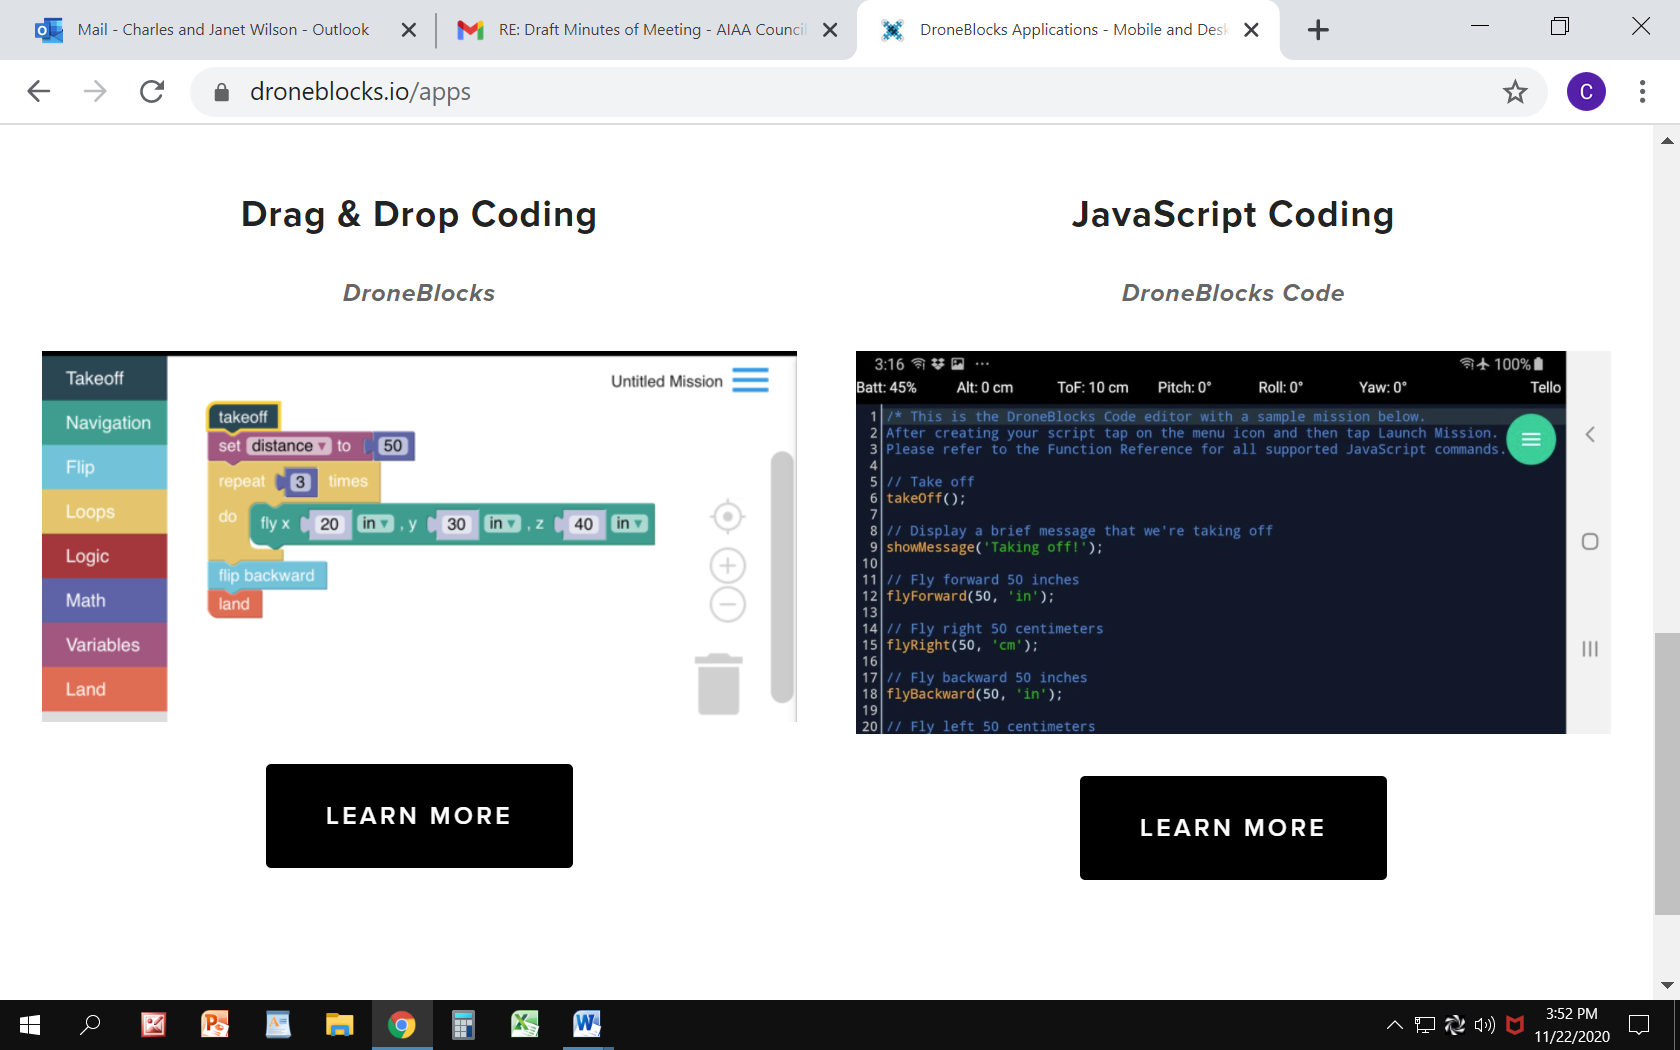 Mail - Charles and Janet Wilson - Outlook
RE: Draft Minutes of Meeting - AIAA Council
DroneBlocks Applications - Mobile and Desk
droneblocks.io/apps
C
Drag & Drop Coding
DroneBlocks
Takeoff
Navigation
Flip
Loops
Logic
Math
Variables
Land
Untitled Mission
takeoff
set distance to 50
repeat 3 times
do fly x 20 in , y 30 in , z 40 in
flip backward
land
LEARN MORE
JavaScript Coding
DroneBlocks Code
3:16 100%
Batt: 45% Alt: 0 cm ToF: 10 cm Pitch: 0° Roll: 0° Yaw: 0° Tello
1 /* This is the DroneBlocks Code editor with a sample mission below.
2 After creating your script tap on the menu icon and then tap Launch Mission.
3 Please refer to the Function Reference for all supported JavaScript commands.
4
5 // Take off
6 takeOff();
7
8 // Display a brief message that we're taking off
9 showMessage('Taking off!');
10
11 // Fly forward 50 inches
12 flyForward(50, 'in');
13
14 // Fly right 50 centimeters
15 flyRight(50, 'cm');
16
17 // Fly backward 50 inches
18 flyBackward(50, 'in');
19
20 // Fly left 50 centimeters
LEARN MORE
3:52 PM
11/22/2020